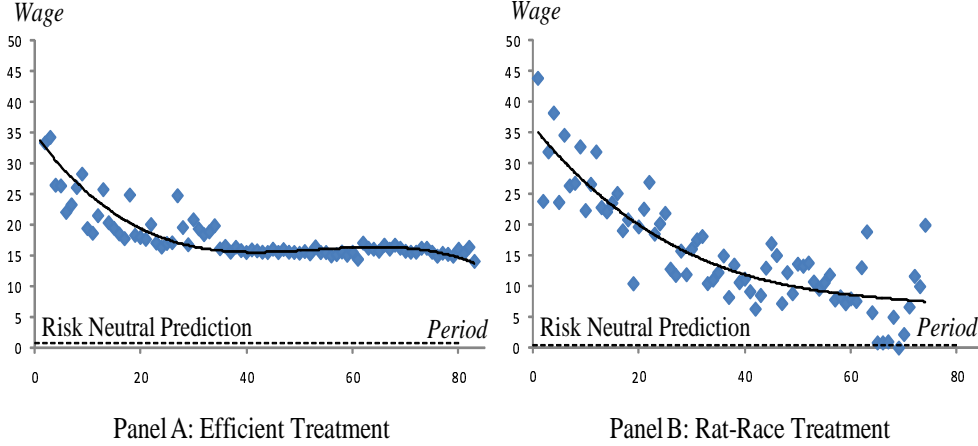 Wage
50
45
40
35
30
25
20
15
10
5
0
Risk Neutral Prediction
Period
0 20 40 60 80
Panel A: Efficient Treatment
Wage
50
45
40
35
30
25
20
15
10
5
0
Risk Neutral Prediction
Period
0 20 40 60 80
Panel B: Rat-Race Treatment